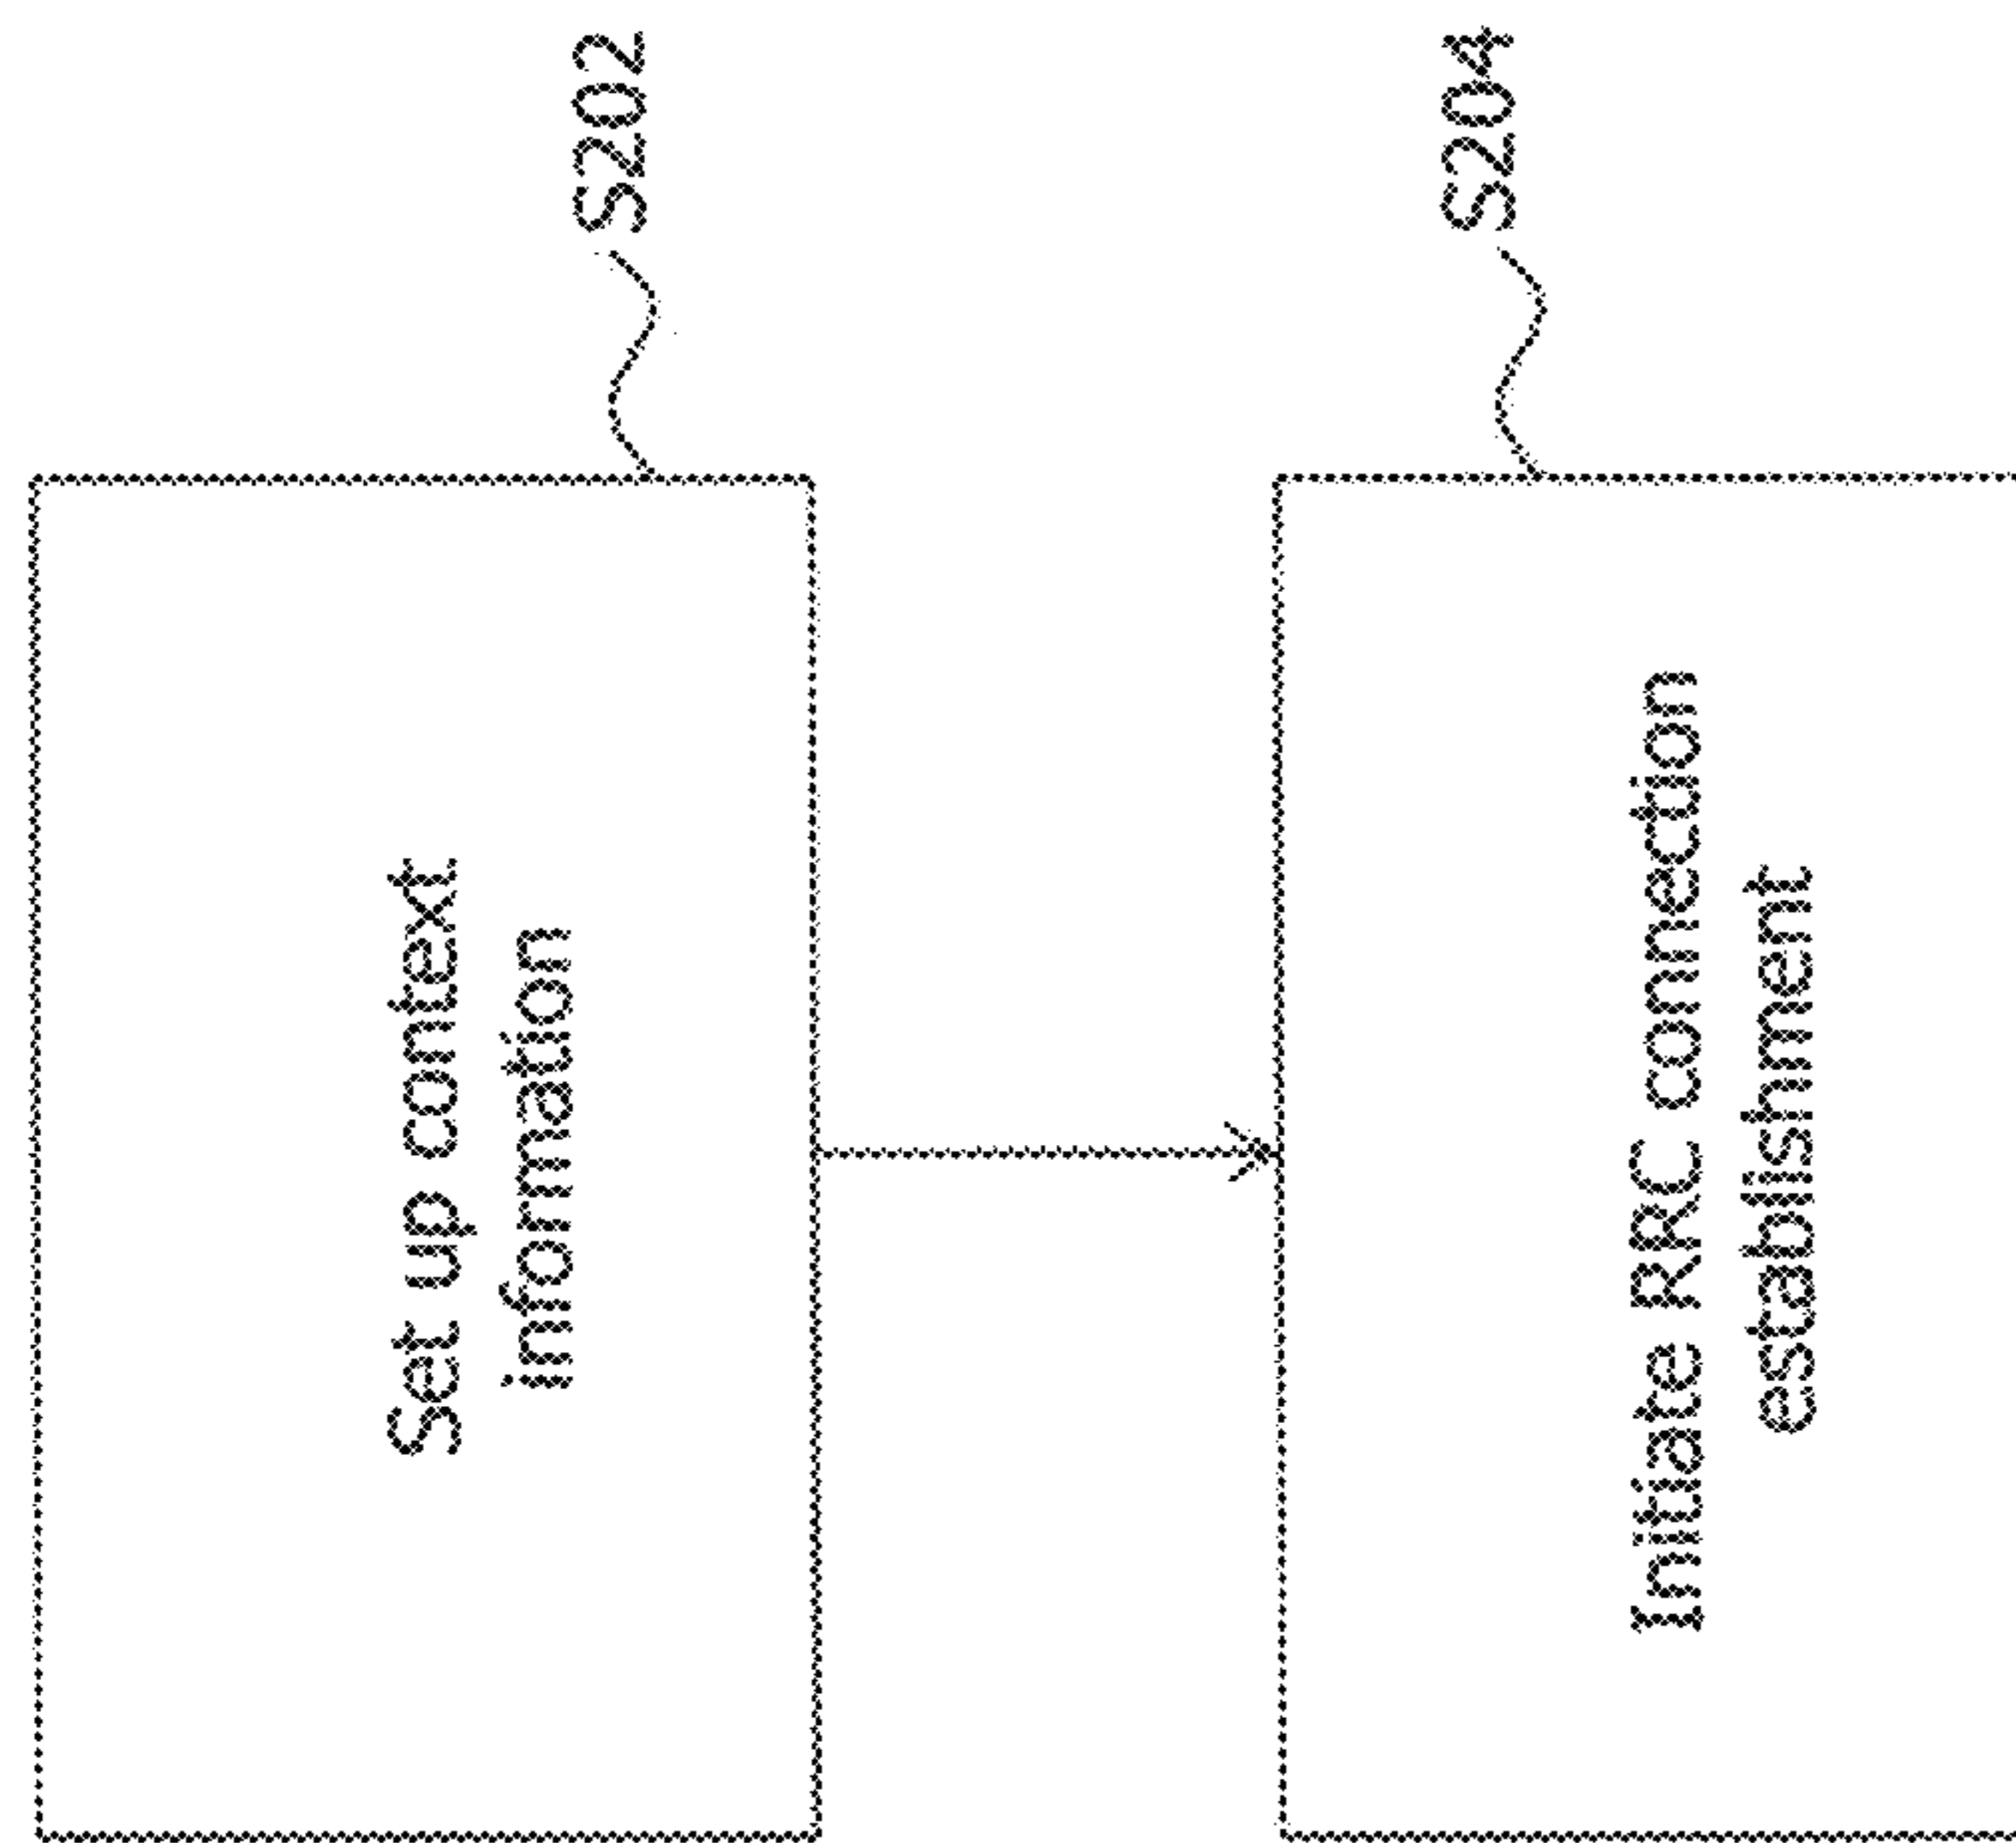 Set up context
information
S202
Initiate RRC connection
establishment
S204